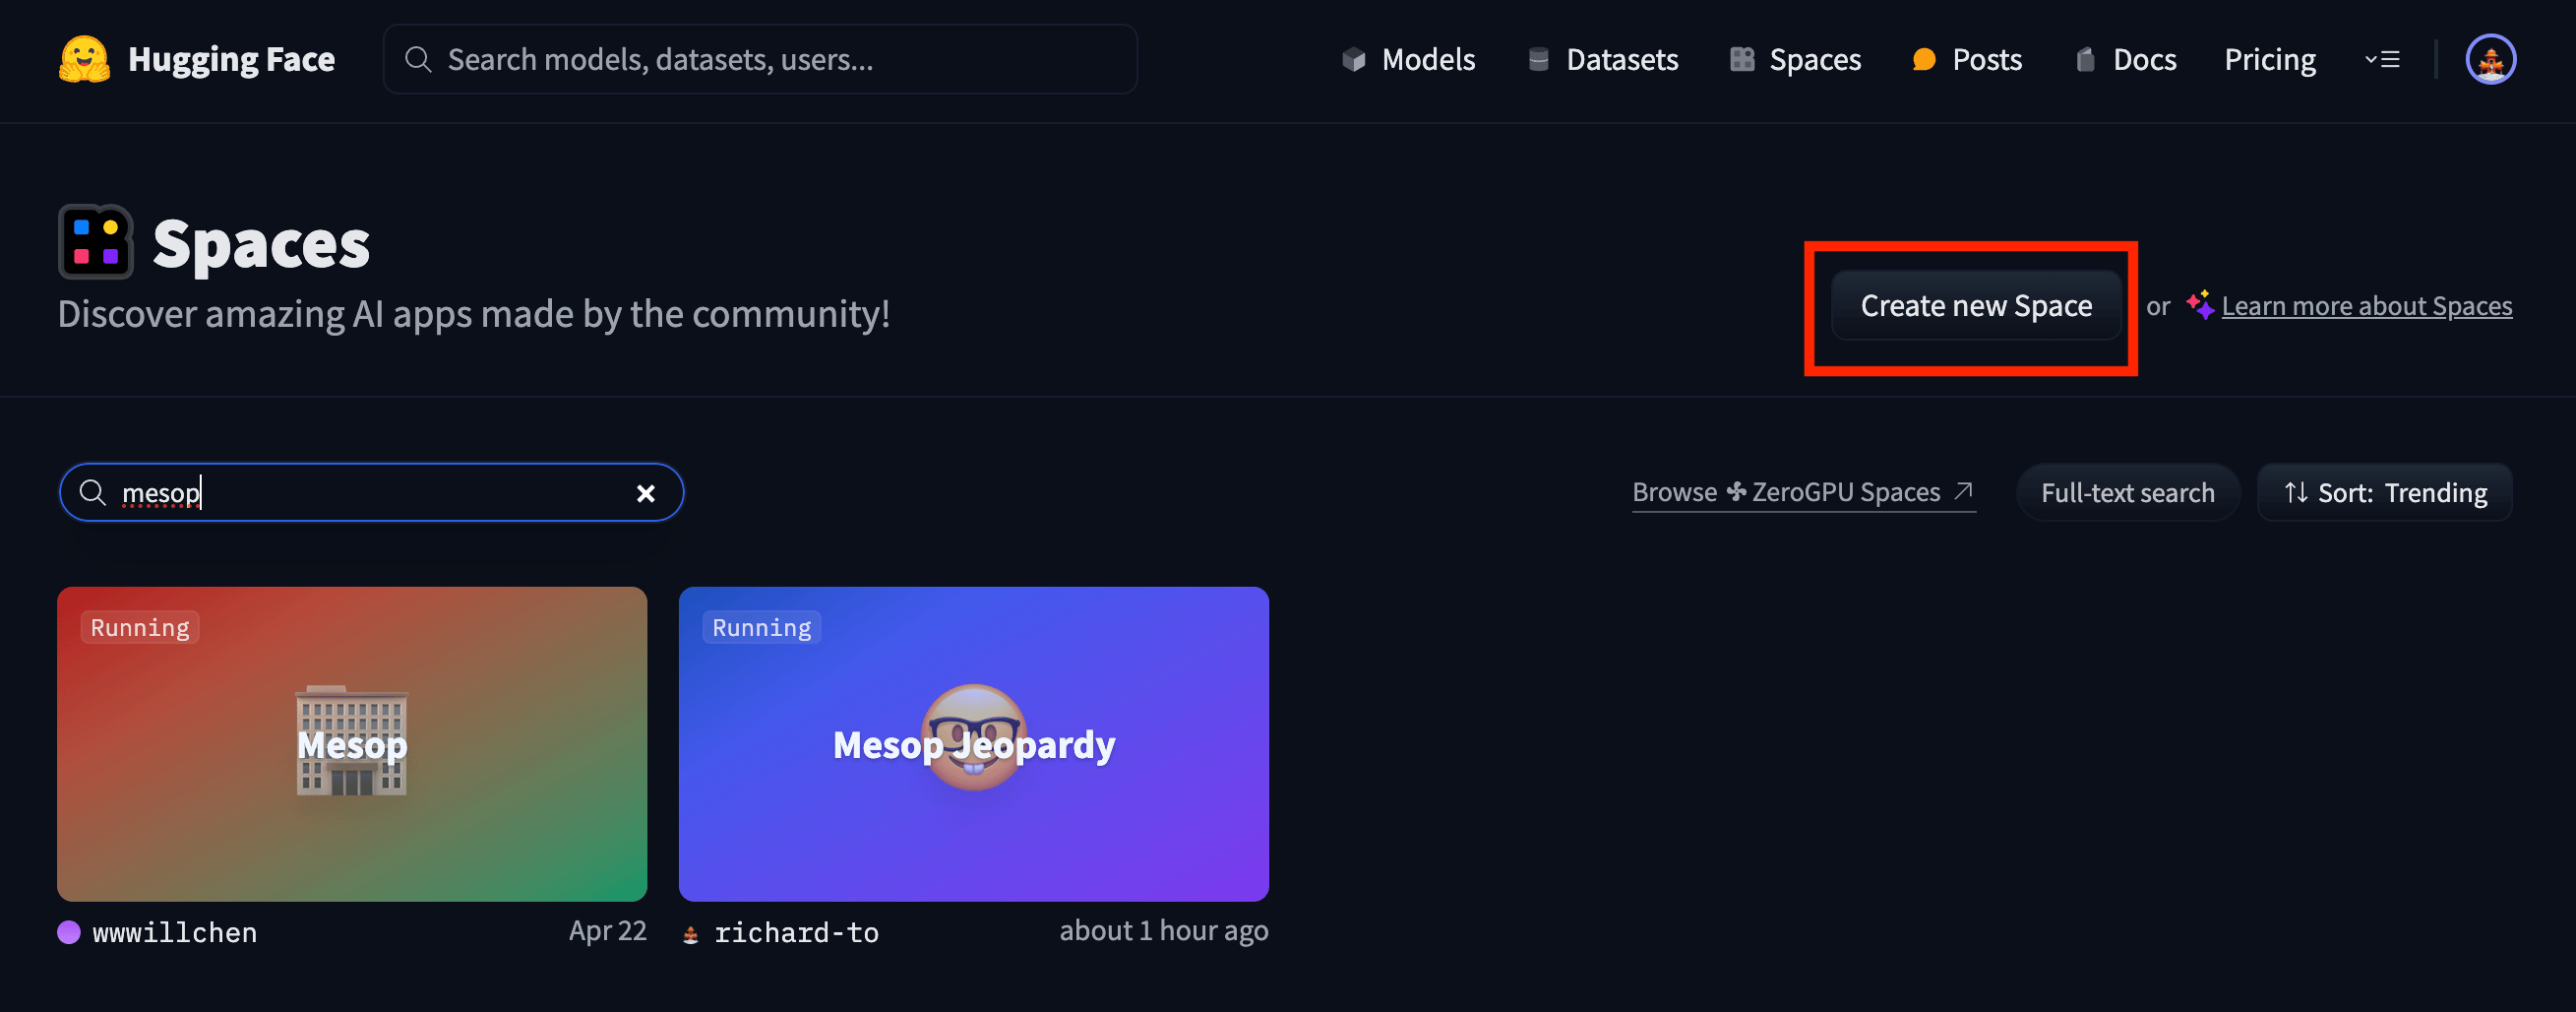 Hugging Face
Search models, datasets, users...
Models
Datasets
Spaces
Posts
Docs
Pricing
Spaces
Discover amazing AI apps made by the community!
Create new Space
or
Learn more about Spaces
mesop
Browse ZeroGPU Spaces
Full-text search
Sort: Trending
Running
Mesop
wwwillchen
Apr 22
Running
Mesop Jeopardy
richard-to
about 1 hour ago